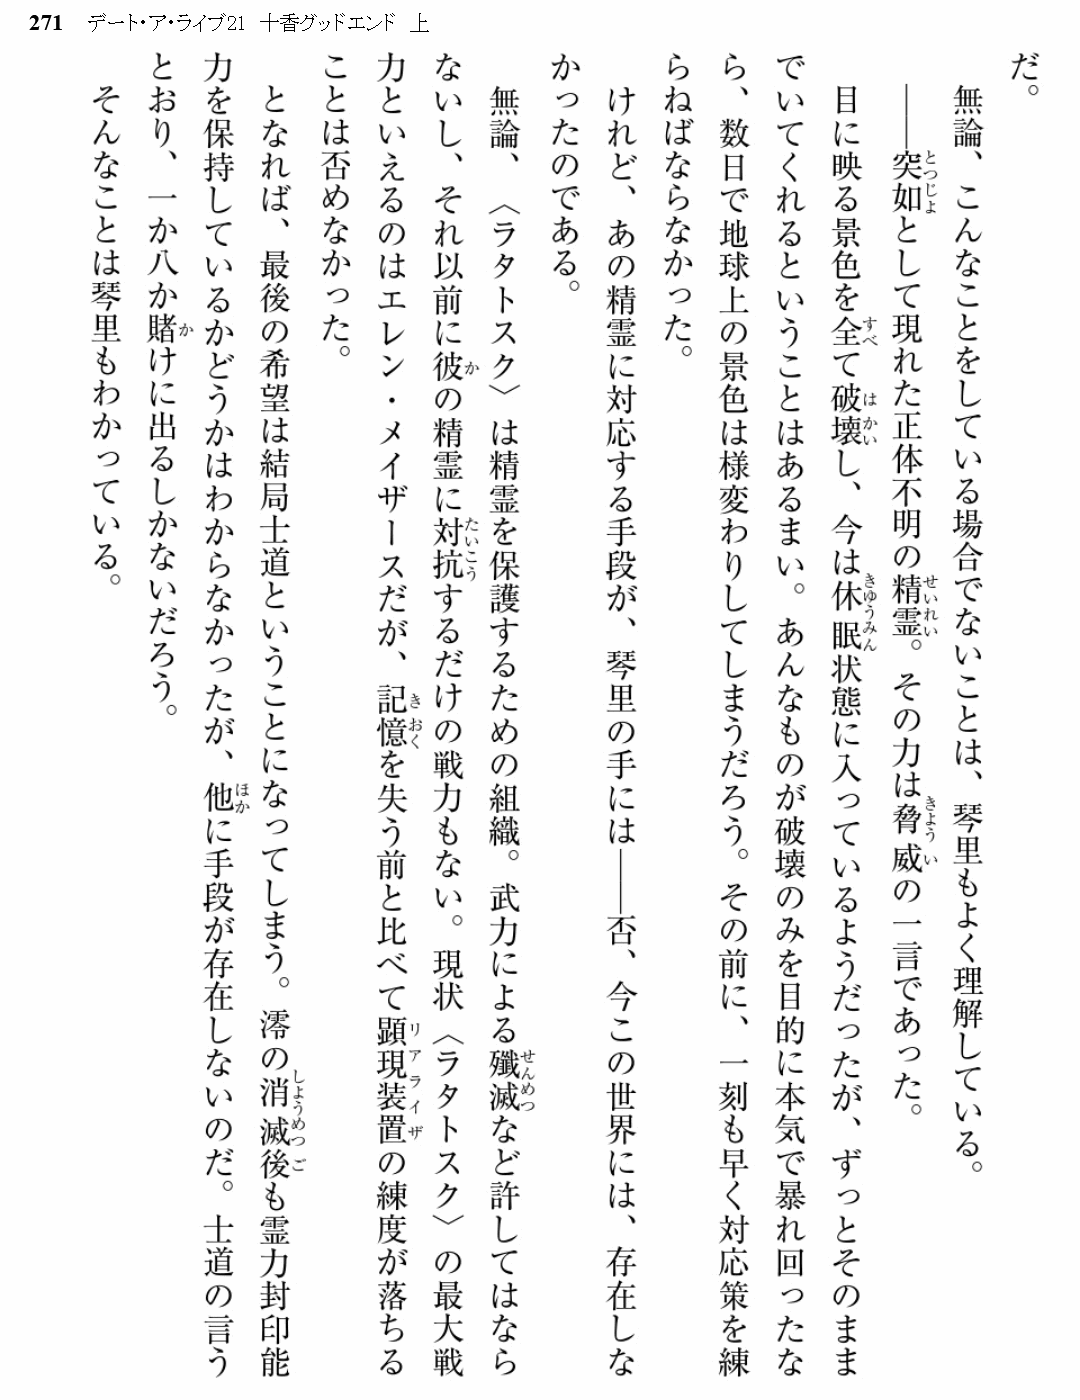 271 デート・ア・ライブ21 十香グッドエンド 上
だ。
無論、こんなことをしている場合でないことは、琴里もよく理解している。
――突如として現れた正体不明の精霊。その力は脅威の一言であった。
目に映る景色を全て破壊し、今は休眠状態に入っているようだったが、ずっとそのまま
でいてくれるということはあるまい。あんなものが破壊のみを目的に本気で暴れ回ったな
ら、数日で地球上の景色は様変わりしてしまうだろう。その前に、一刻も早く対応策を練
らねばならなかった。
けれど、あの精霊に対応する手段が、琴里の手には――否、今この世界には、存在しな
かったのである。
無論、〈ラタトスク〉は精霊を保護するための組織。武力による殲滅など許してはなら
ないし、それ以前に彼の精霊に対抗するだけの戦力もない。現状〈ラタトスク〉の最大戦
力といえるのはエレン・メイザースだが、記憶を失う前と比べて顕現装置の練度が落ちる
ことは否めなかった。
となれば、最後の希望は結局士道ということになってしまう。澪の消滅後も霊力封印能
力を保持しているかどうかはわからなかったが、他に手段が存在しないのだ。士道の言う
とおり、一か八か賭けに出るしかないだろう。
そんなことは琴里もわかっている。